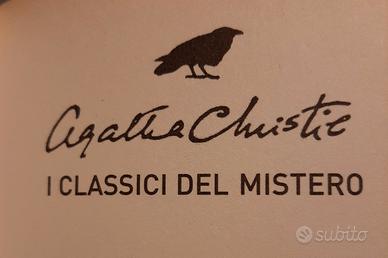 Agatha Christie
I CLASSICI DEL MISTERO
subito